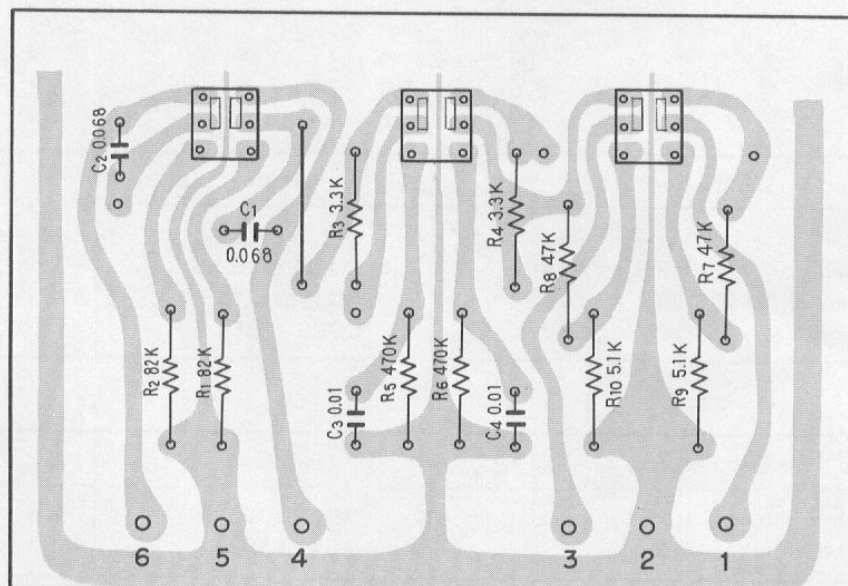 C2 0.068
C1
0.068
R3 3.3K
R4 3.3K
R8 47K
R7 47K
R2 82K
R1 82K
C3 0.01
R5 470K
R6 470K
C4 0.01
R10 5.1K
R9 5.1K
6 5 4 3 2 1